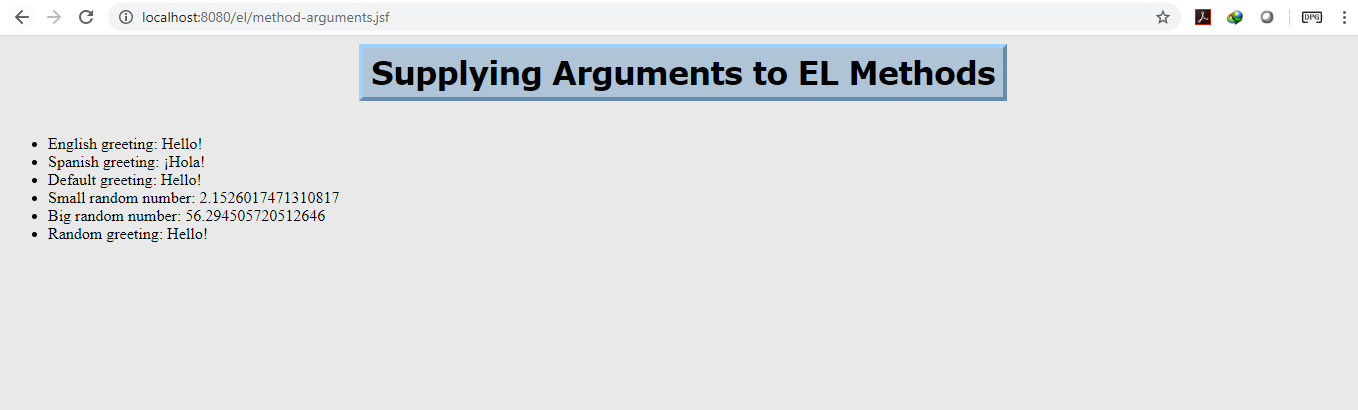 localhost:8080/el/method-arguments.jsf
DPG
Supplying Arguments to EL Methods
• English greeting: Hello!
• Spanish greeting: ¡Hola!
• Default greeting: Hello!
• Small random number: 2.1526017471310817
• Big random number: 56.294505720512646
• Random greeting: Hello!